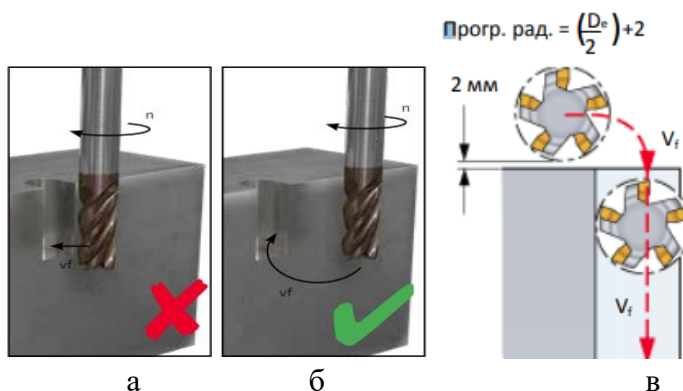 Прогр. рад. = (De/2)+2
2 мм
n
n
Vf
vf
vf
Vf
а
б
в